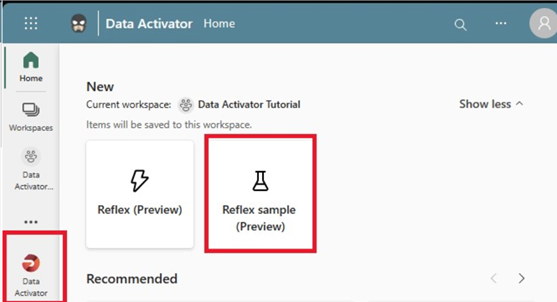 Data Activator Home
Home
Workspaces
Data
Activator...
Data
Activator
New
Current workspace: Data Activator Tutorial
Show less
Items will be saved to this workspace.
Reflex (Preview)
Reflex sample
(Preview)
Recommended